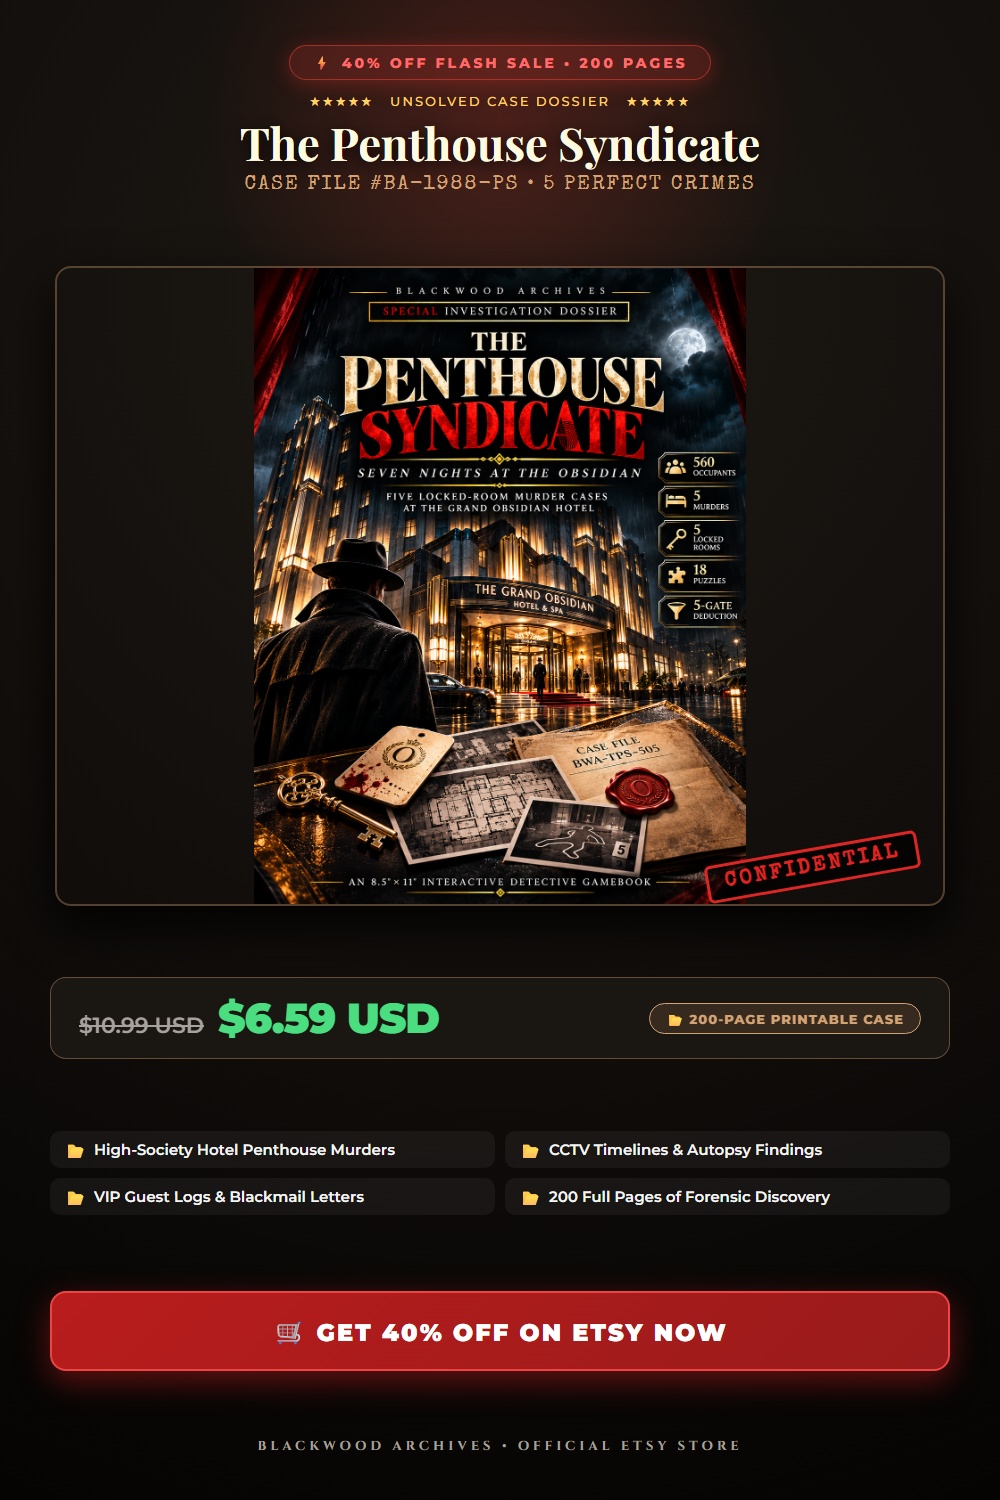 40% OFF FLASH SALE • 200 PAGES
★★★★★ UNSOLVED CASE DOSSIER ★★★★★
The Penthouse Syndicate
CASE FILE #BA-1988-PS • 5 PERFECT CRIMES
BLACKWOOD ARCHIVES
SPECIAL INVESTIGATION DOSSIER
THE
PENTHOUSE
SYNDICATE
SEVEN NIGHTS AT THE OBSIDIAN
FIVE LOCKED-ROOM MURDER CASES
AT THE GRAND OBSIDIAN HOTEL
560
OCCUPANTS
5
MURDERS
5
LOCKED
ROOMS
18
PUZZLES
5-GATE
DEDUCTION
THE GRAND OBSIDIAN
HOTEL & SPA
CASE FILE
BWA-TPS-505
O
O
5
AN 8.5"×11" INTERACTIVE DETECTIVE GAMEBOOK
CONFIDENTIAL
$10.99 USD $6.59 USD
200-PAGE PRINTABLE CASE
High-Society Hotel Penthouse Murders
CCTV Timelines & Autopsy Findings
VIP Guest Logs & Blackmail Letters
200 Full Pages of Forensic Discovery
GET 40% OFF ON ETSY NOW
BLACKWOOD ARCHIVES • OFFICIAL ETSY STORE